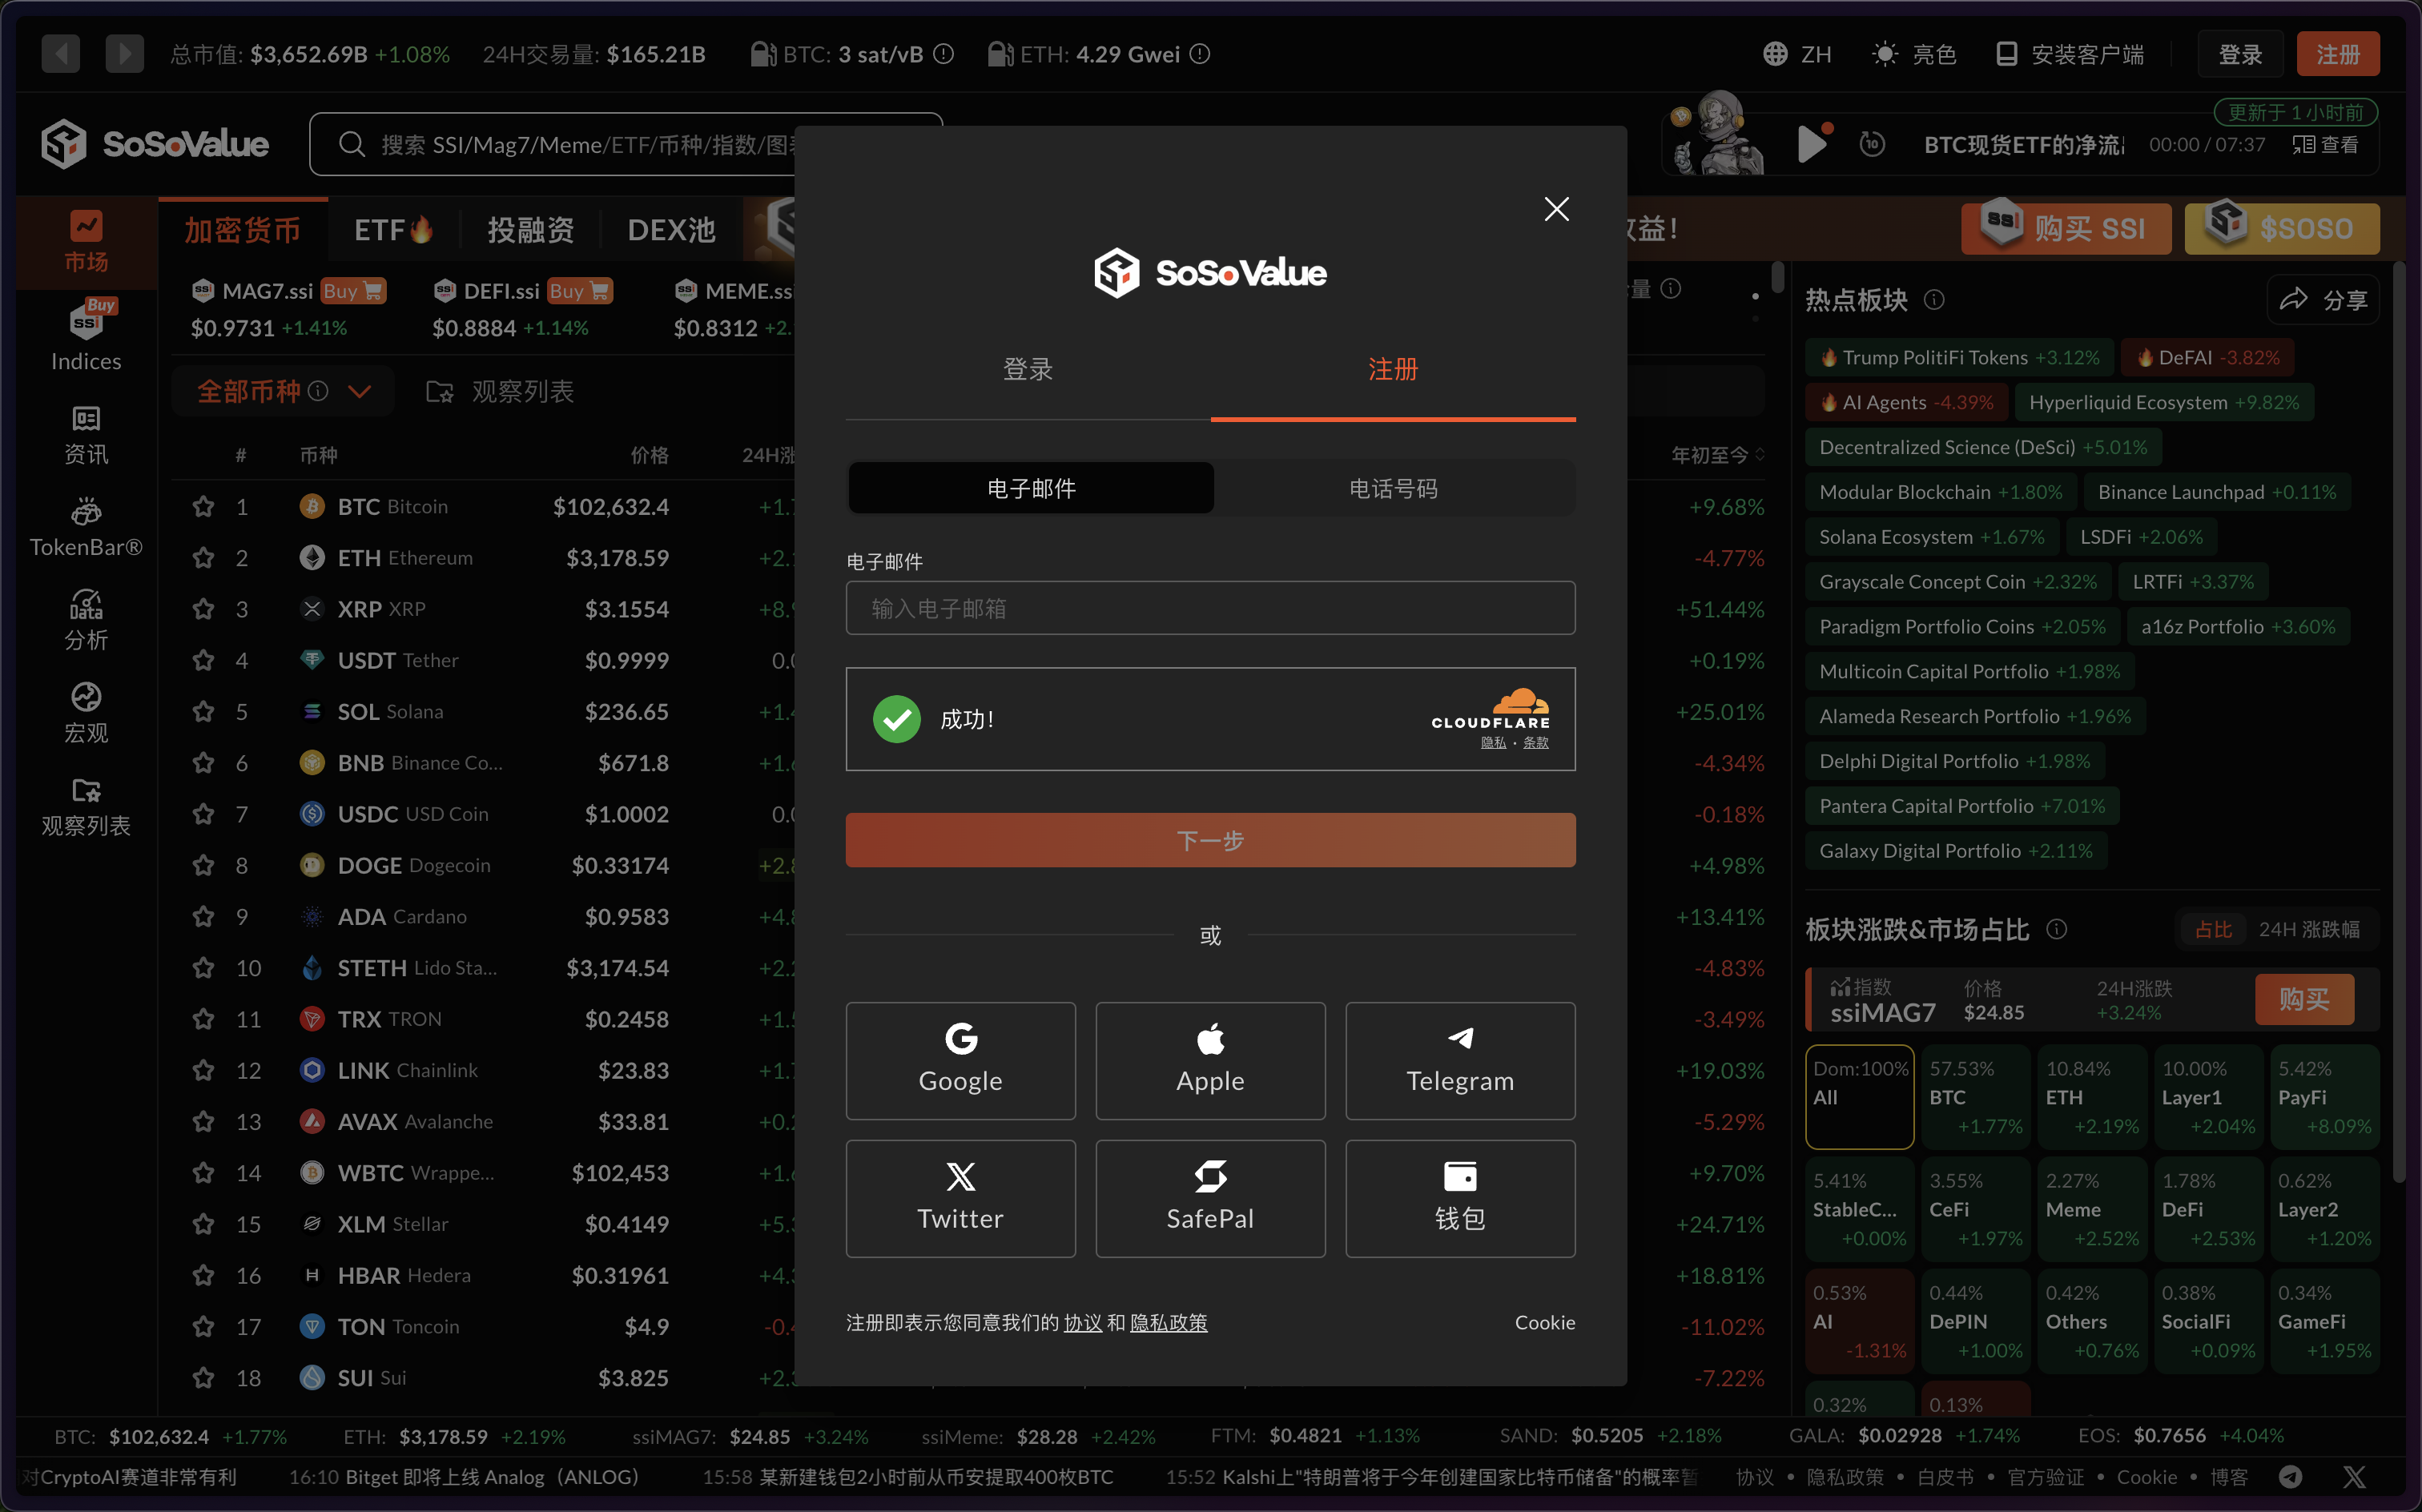 总市值: $3,652.69B +1.08% 24H交易量: $165.21B BTC: 3 sat/vB ETH: 4.29 Gwei ZH 亮色 安装客户端 登录 注册
SoSoValue 搜索 SSI/Mag7/Meme/ETF/币种/指数/图 更新于 1 小时前
10 BTC现货ETF的净流 00:00 / 07:37 查看
加密货币 ETF 投融资 DEX池 益！ SSi 购买 SSI $SOSO
市场
Buy
SSi
Indices
资讯
TokenBar®
Data
分析
宏观
观察列表
MAG7.ssi Buy DEFI.ssi Buy MEME.ss
$0.9731 +1.41% $0.8884 +1.14% $0.8312 +2.
全部币种 观察列表
# 币种 价格 24H 年初至今
1 BTC Bitcoin $102,632.4 +1. +9.68%
2 ETH Ethereum $3,178.59 +2. -4.77%
3 XRP XRP $3.1554 +8. +51.44%
4 USDT Tether $0.9999 0.0 +0.19%
5 SOL Solana $236.65 +1. +25.01%
6 BNB Binance Co... $671.8 +1. -4.34%
7 USDC USD Coin $1.0002 0.0 -0.18%
8 DOGE Dogecoin $0.33174 +2. +4.98%
9 ADA Cardano $0.9583 +4. +13.41%
10 STETH Lido Sta... $3,174.54 +2. -4.83%
11 TRX TRON $0.2458 +1. -3.49%
12 LINK Chainlink $23.83 +1. +19.03%
13 AVAX Avalanche $33.81 +0. -5.29%
14 WBTC Wrappe... $102,453 +1. +9.70%
15 XLM Stellar $0.4149 +5. +24.71%
16 HBAR Hedera $0.31961 +4. +18.81%
17 TON Toncoin $4.9 -0. -11.02%
18 SUI Sui $3.825 +2. -7.22%
SoSoValue
登录 注册
电子邮件 电话号码
电子邮件
输入电子邮箱
成功！
CLOUDFLARE
隐私 · 条款
下一步
或
Google Apple Telegram
Twitter SafePal 钱包
注册即表示您同意我们的 协议 和 隐私政策 Cookie
量
热点板块 分享
Trump PolitiFi Tokens +3.12% DeFAI -3.82%
AI Agents -4.39% Hyperliquid Ecosystem +9.82%
Decentralized Science (DeSci) +5.01%
Modular Blockchain +1.80% Binance Launchpad +0.11%
Solana Ecosystem +1.67% LSDFi +2.06%
Grayscale Concept Coin +2.32% LRTFi +3.37%
Paradigm Portfolio Coins +2.05% a16z Portfolio +3.60%
Multicoin Capital Portfolio +1.98%
Alameda Research Portfolio +1.96%
Delphi Digital Portfolio +1.98%
Pantera Capital Portfolio +7.01%
Galaxy Digital Portfolio +2.11%
板块涨跌&市场占比 占比 24H 涨跌幅
指数 价格 24H涨跌
ssiMAG7 $24.85 +3.24% 购买
Dom:100% 57.53% 10.84% 10.00% 5.42%
All BTC ETH Layer1 PayFi
+1.77% +2.19% +2.04% +8.09%
5.41% 3.55% 2.27% 1.78% 0.62%
StableC... CeFi Meme DeFi Layer2
+0.00% +1.97% +2.52% +2.53% +1.20%
0.53% 0.44% 0.42% 0.38% 0.34%
AI DePIN Others SocialFi GameFi
-1.31% +1.00% +0.76% +0.09% +1.95%
0.32% 0.13%
BTC: $102,632.4 +1.77% ETH: $3,178.59 +2.19% ssiMAG7: $24.85 +3.24% ssiMeme: $28.28 +2.42% FTM: $0.4821 +1.13% SAND: $0.5205 +2.18% GALA: $0.02928 +1.74% EOS: $0.7656 +4.04%
对CryptoAI赛道非常有利 16:10 Bitget 即将上线 Analog（ANLOG） 15:58 某新建钱包2小时前从币安提取400枚BTC 15:52 Kalshi上"特朗普将于今年创建国家比特币储备"的概率暂 协议 • 隐私政策 • 白皮书 • 官方验证 • Cookie • 博客